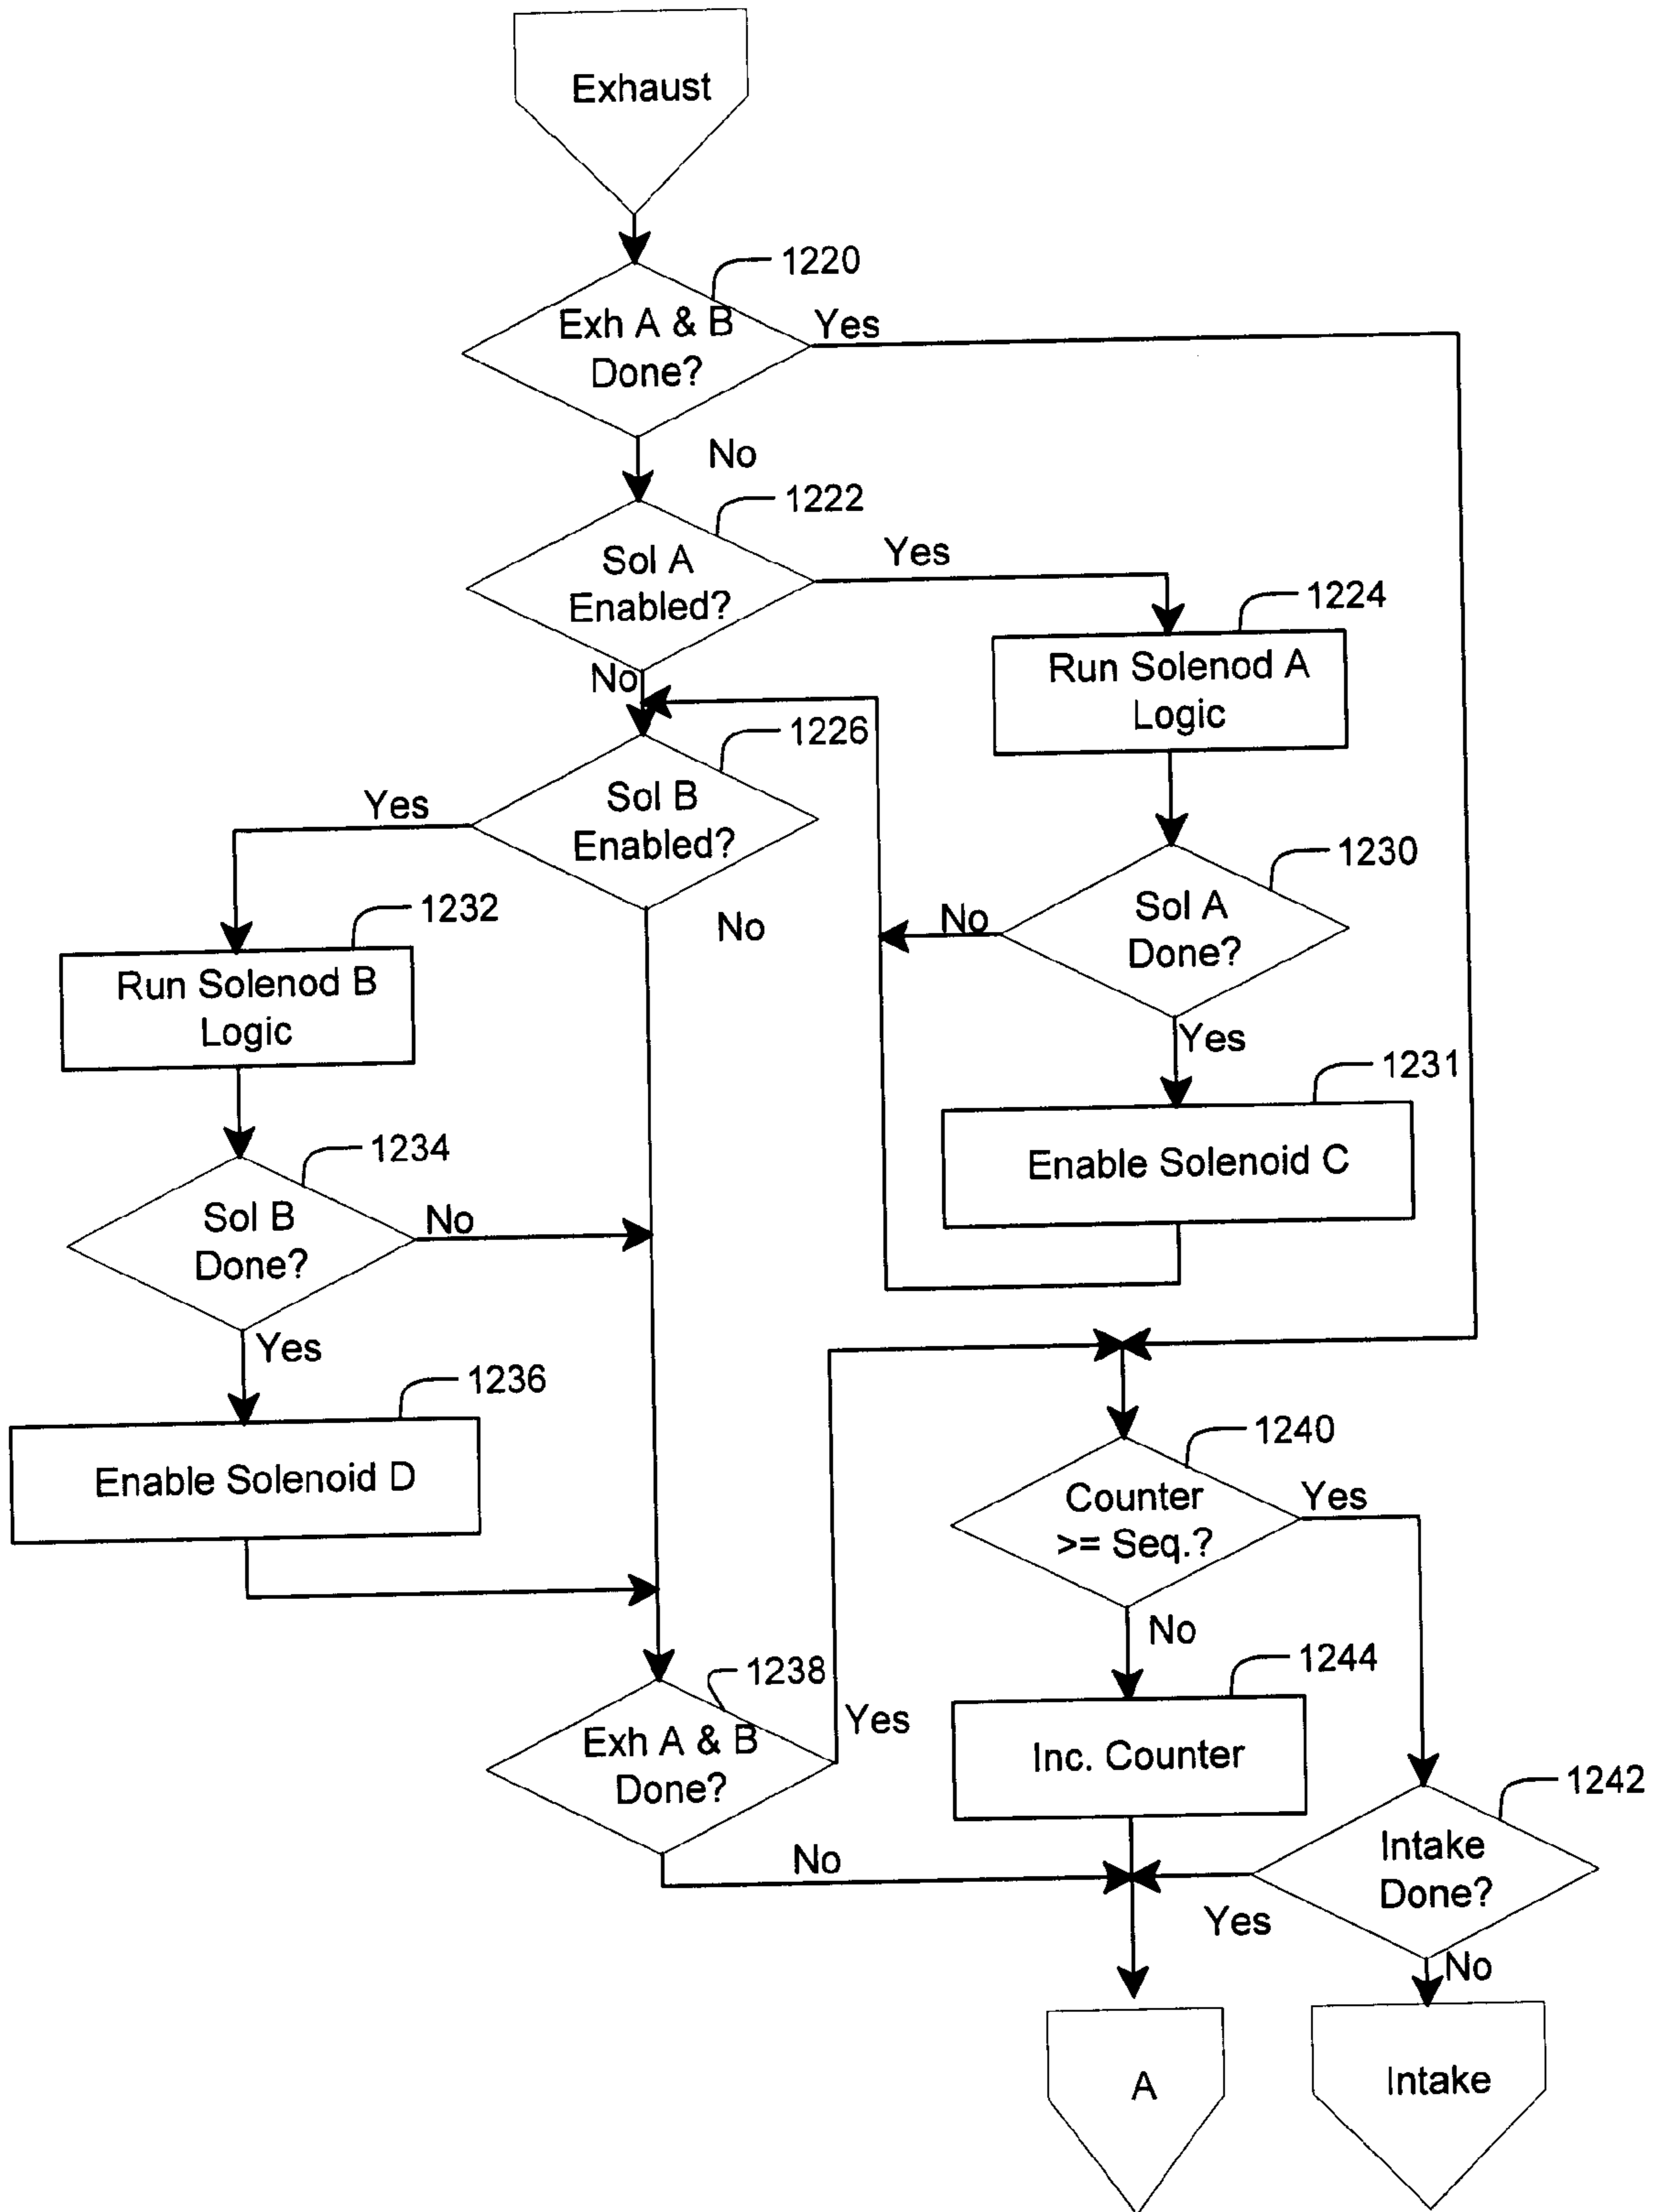 Exhaust
1220
Exh A & B
Done?
Yes
No
1222
Sol A
Enabled?
Yes
1224
Run Solenod A
Logic
No
1226
Sol B
Enabled?
Yes
No
1230
Sol A
Done?
No
Yes
1231
Enable Solenoid C
1232
Run Solenod B
Logic
1234
Sol B
Done?
No
Yes
1236
Enable Solenoid D
1238
Exh A & B
Done?
Yes
No
1240
Counter
>= Seq.?
Yes
No
1244
Inc. Counter
1242
Intake
Done?
Yes
No
A
Intake